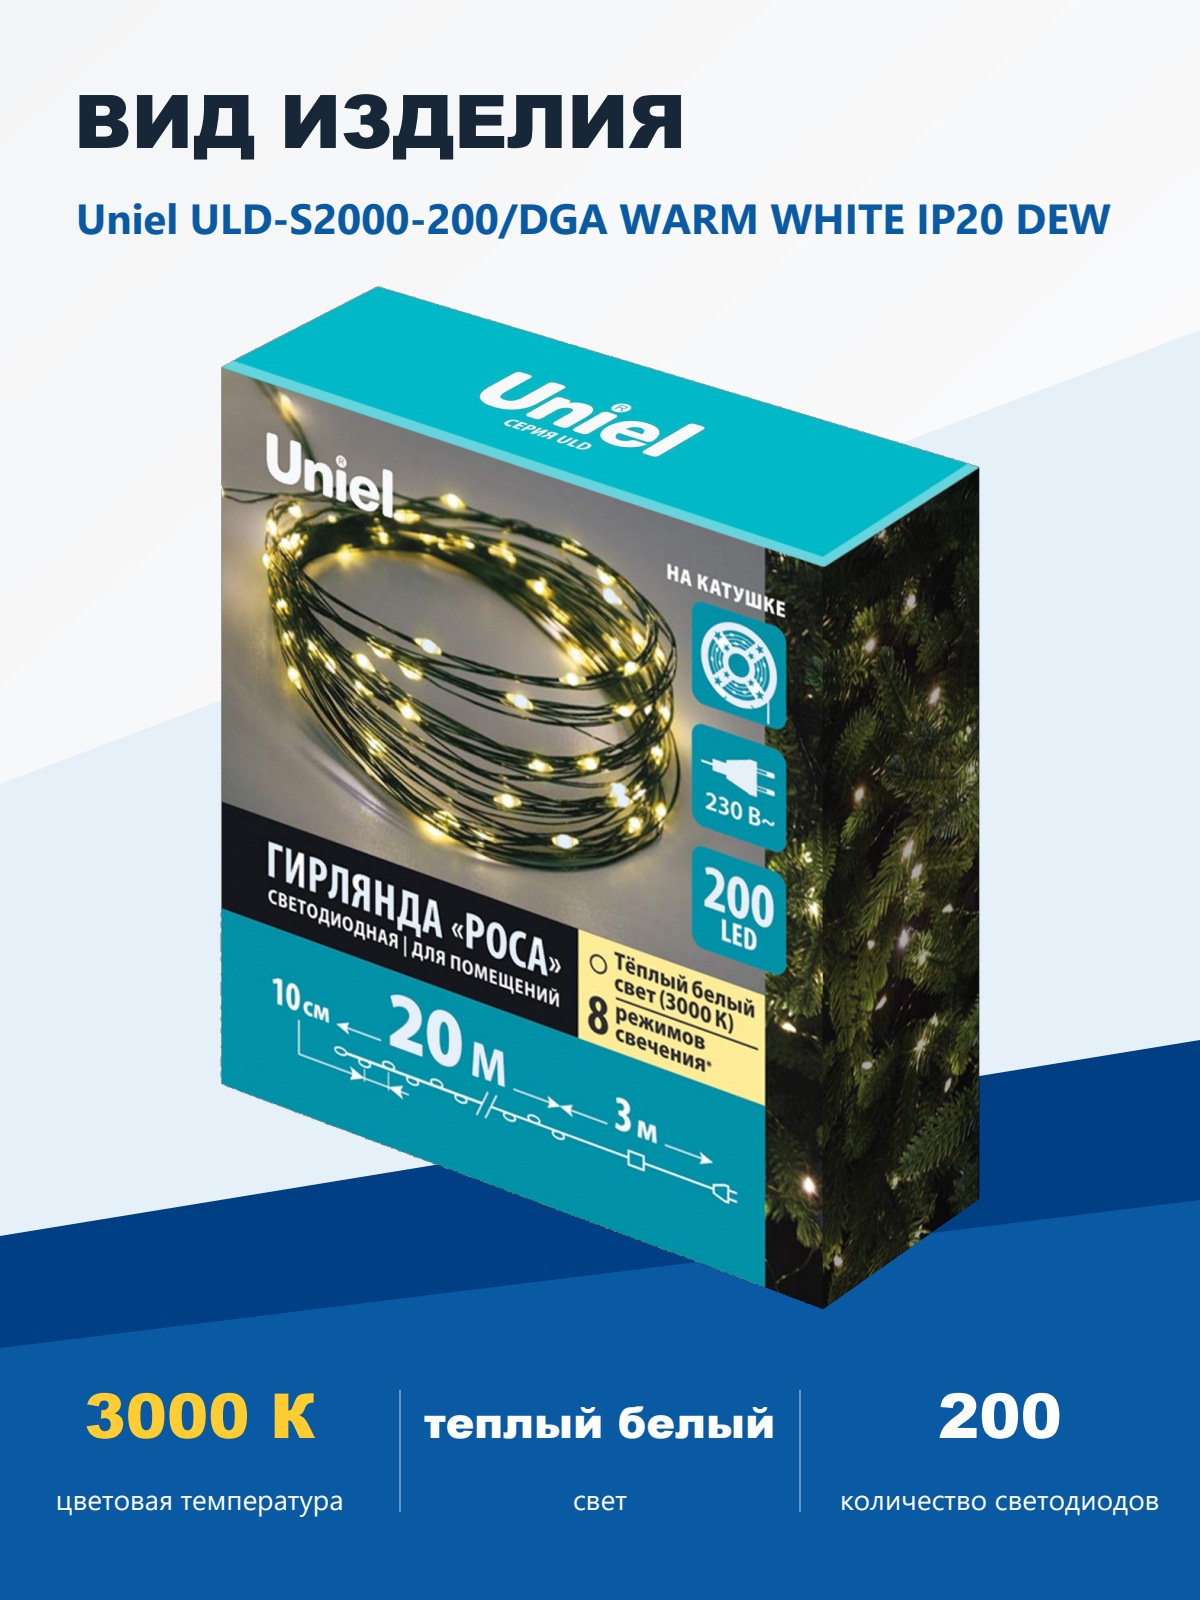 ВИД ИЗДЕЛИЯ
Uniel ULD-S2000-200/DGA WARM WHITE IP20 DEW
Uniel®
СЕРИЯ ULD
Uniel®
НА КАТУШКЕ
230 В~
200
LED
ГИРЛЯНДА «РОСА»
СВЕТОДИОДНАЯ | ДЛЯ ПОМЕЩЕНИЙ
Тёплый белый
свет (3000 К)
8 режимов
свечения*
10 см
20 м
3 м
3000 К
теплый белый
200
цветовая температура
свет
количество светодиодов